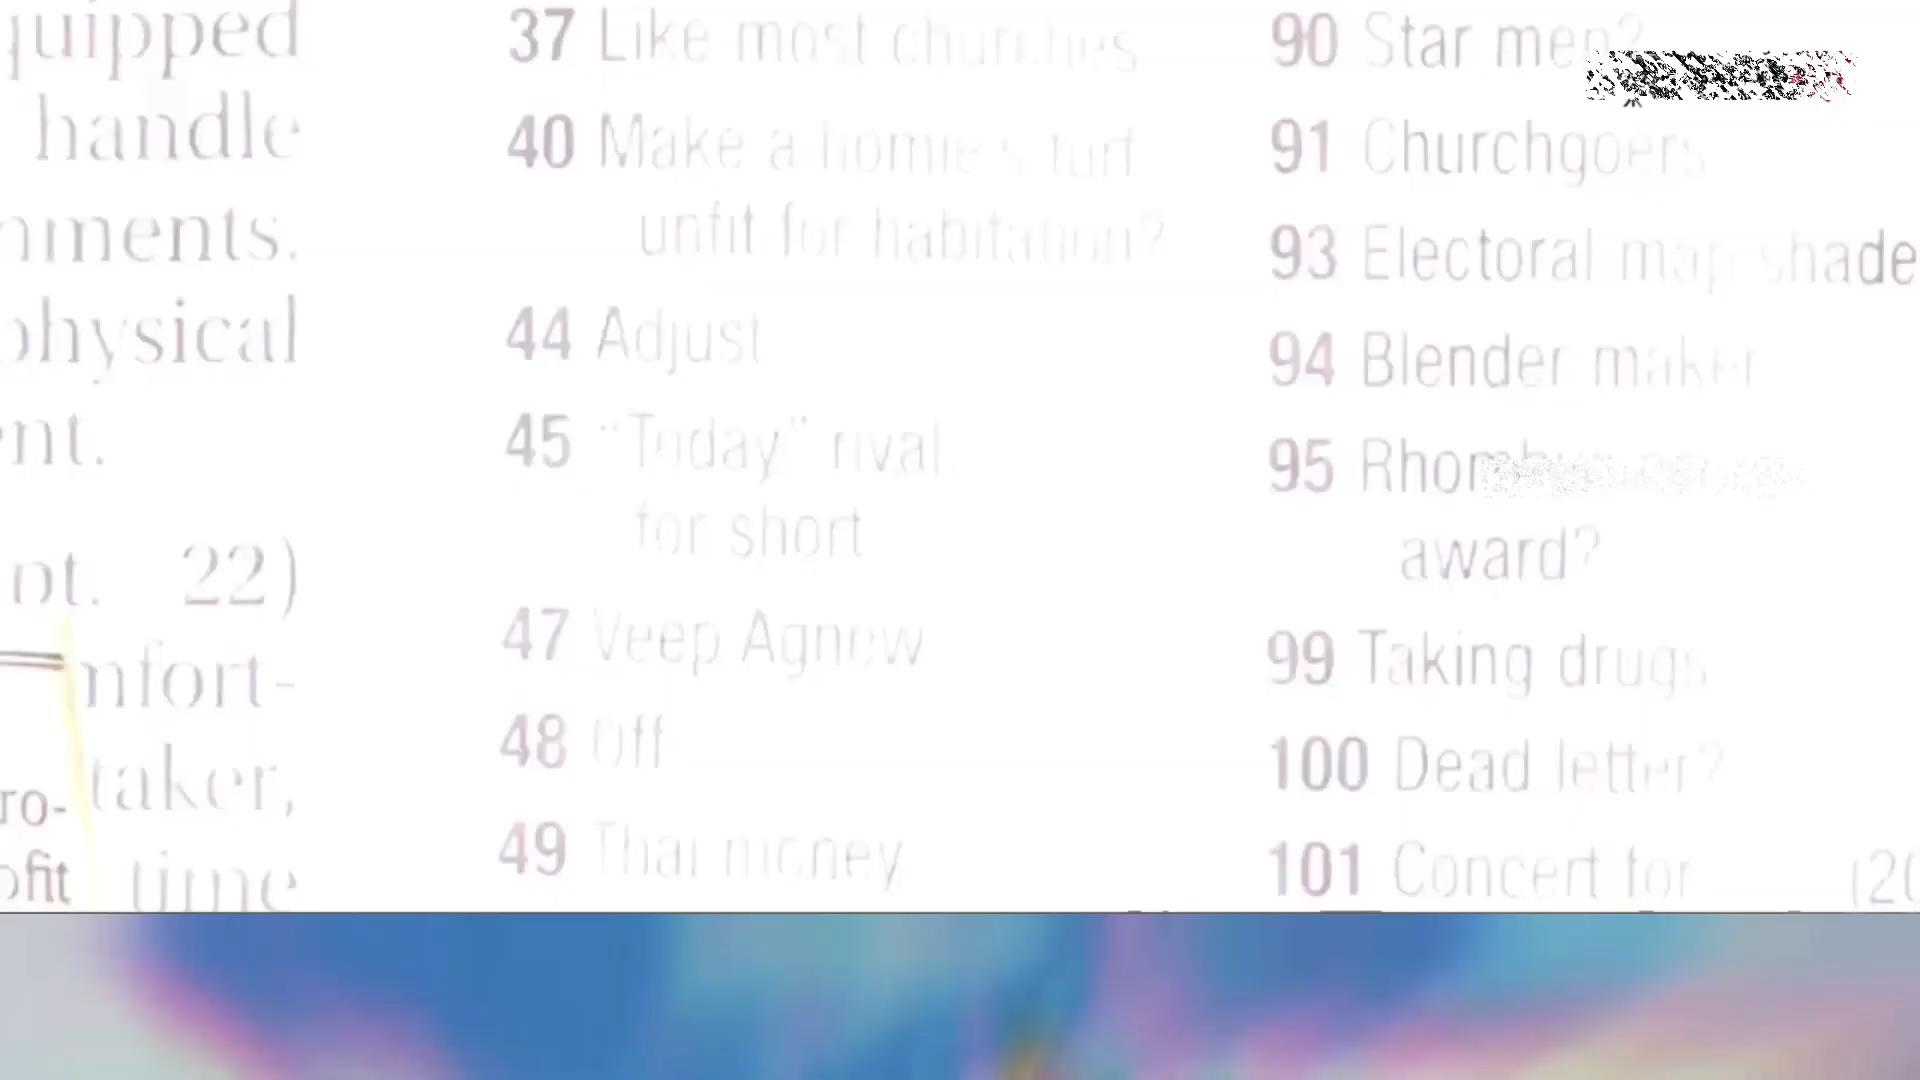 quipped
handle
nments.
physical
ent.
nt. 22)
nfort-
taker,
ro-
ofit time
37 Like most churches
40 Make a homie's turf
unfit for habitation?
44 Adjust
45 "Today" rival,
for short
47 Veep Agnew
48 Off
49 Thai money
90 Star men?
91 Churchgoers
93 Electoral map shade
94 Blender maker
95
award?
99 Taking drugs
100 Dead letter?
101 Concert for